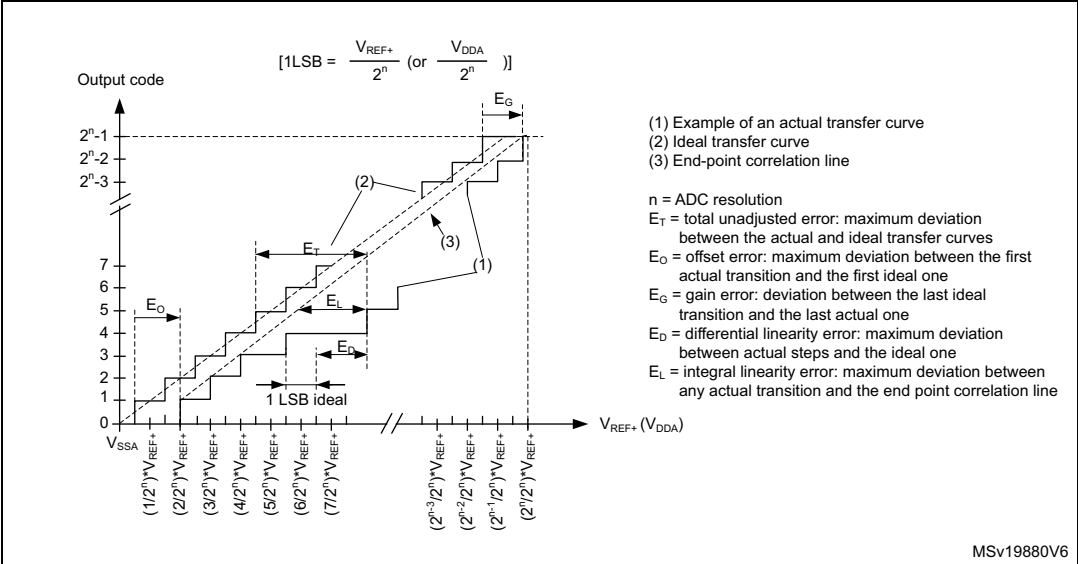 [1LSB = V_REF+ / 2^n (or V_DDA / 2^n )]
Output code
E_G
2^n-1
2^n-2
2^n-3
(2)
(3)
(1)
E_T
7
6
5
4
3
2
1
0
E_O
E_L
E_D
1 LSB ideal
V_SSA
(1/2^n)*V_REF+
(2/2^n)*V_REF+
(3/2^n)*V_REF+
(4/2^n)*V_REF+
(5/2^n)*V_REF+
(6/2^n)*V_REF+
(7/2^n)*V_REF+
(2^n-3/2^n)*V_REF+
(2^n-2/2^n)*V_REF+
(2^n-1/2^n)*V_REF+
(2^n/2^n)*V_REF+
V_REF+ (V_DDA)
(1) Example of an actual transfer curve
(2) Ideal transfer curve
(3) End-point correlation line
n = ADC resolution
E_T = total unadjusted error: maximum deviation
between the actual and ideal transfer curves
E_O = offset error: maximum deviation between the first
actual transition and the first ideal one
E_G = gain error: deviation between the last ideal
transition and the last actual one
E_D = differential linearity error: maximum deviation
between actual steps and the ideal one
E_L = integral linearity error: maximum deviation between
any actual transition and the end point correlation line
MSv19880V6